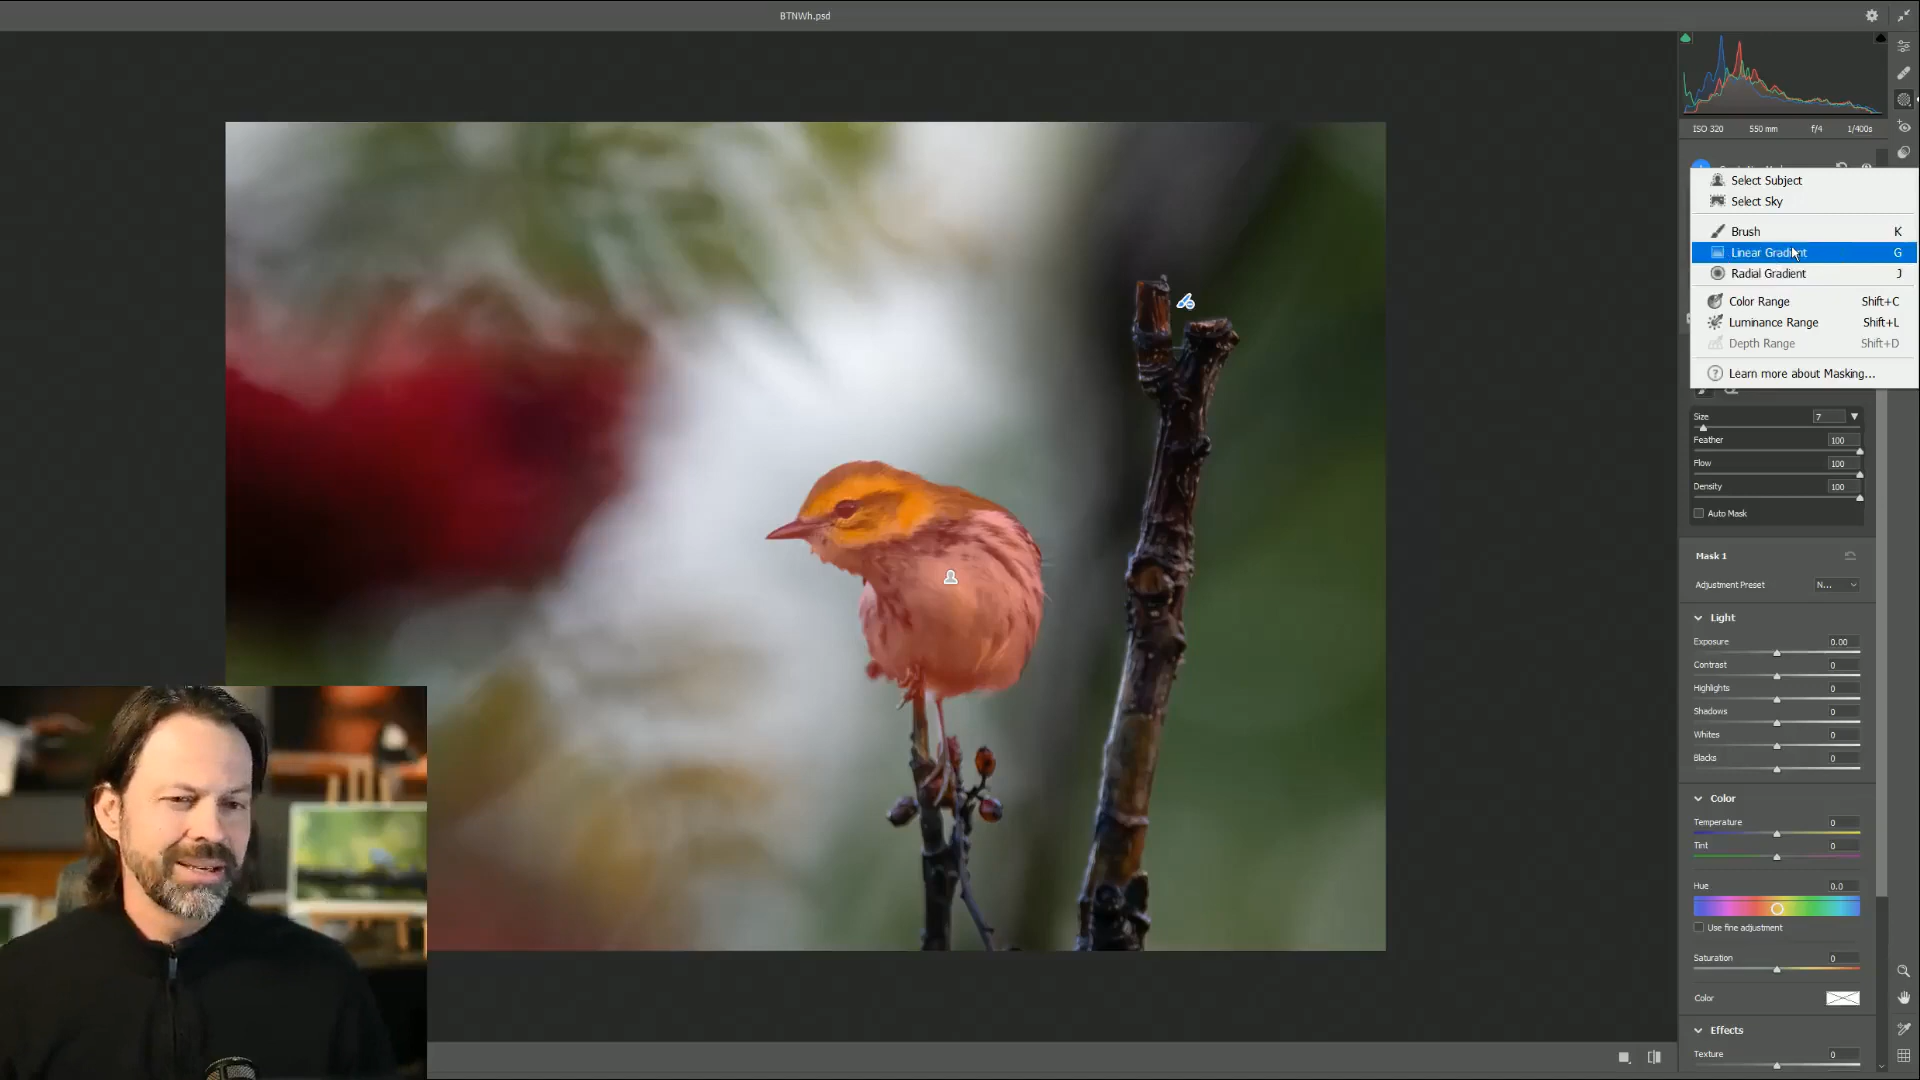 BTNWh.psd
ISO 320 550 mm f/4 1/400s
Select Subject
Select Sky
Brush K
Linear Gradient G
Radial Gradient J
Color Range Shift+C
Luminance Range Shift+L
Depth Range Shift+D
? Learn more about Masking...
Size 7
Feather 100
Flow 100
Density 100
Auto Mask
Mask 1
Adjustment Preset N...
Light
Exposure 0.00
Contrast 0
Highlights 0
Shadows 0
Whites 0
Blacks 0
Color
Temperature 0
Tint 0
Hue 0.0
Use fine adjustment
Saturation 0
Color
Effects
Texture 0